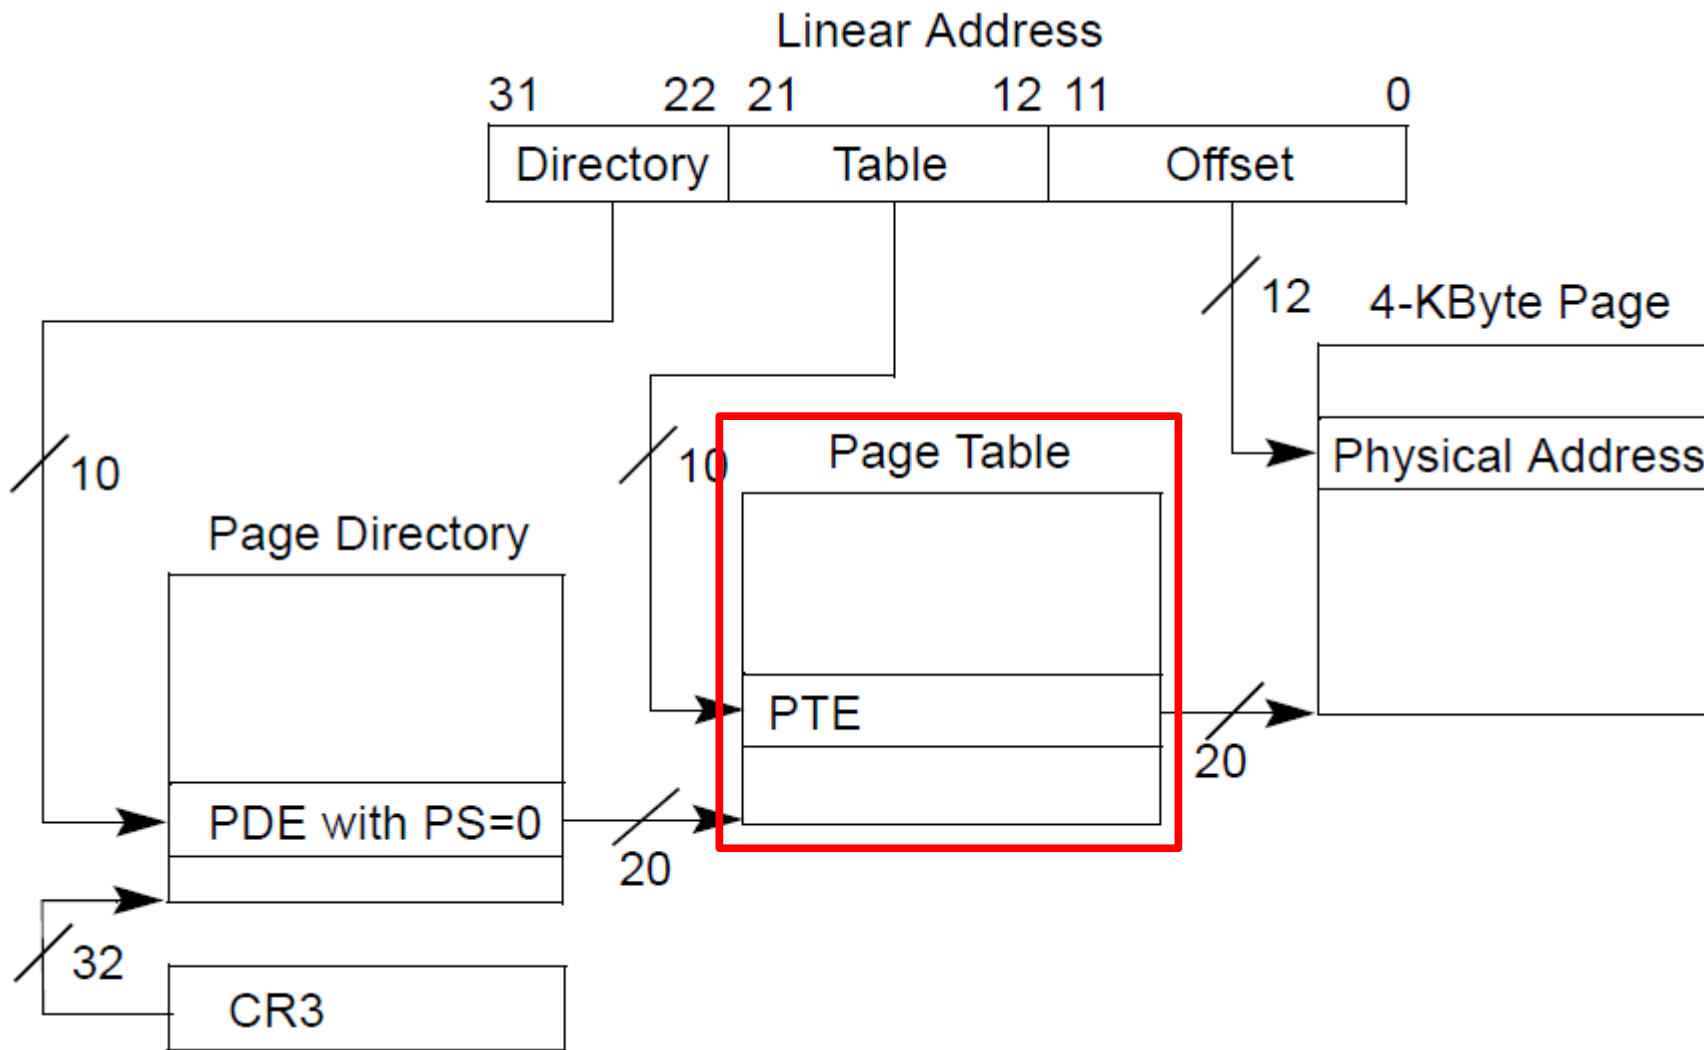 Linear Address
31 22 21 12 11 0
Directory Table Offset
12
4-KByte Page
Physical Address
10
10
Page Table
Page Directory
PTE
20
PDE with PS=0
20
32
CR3